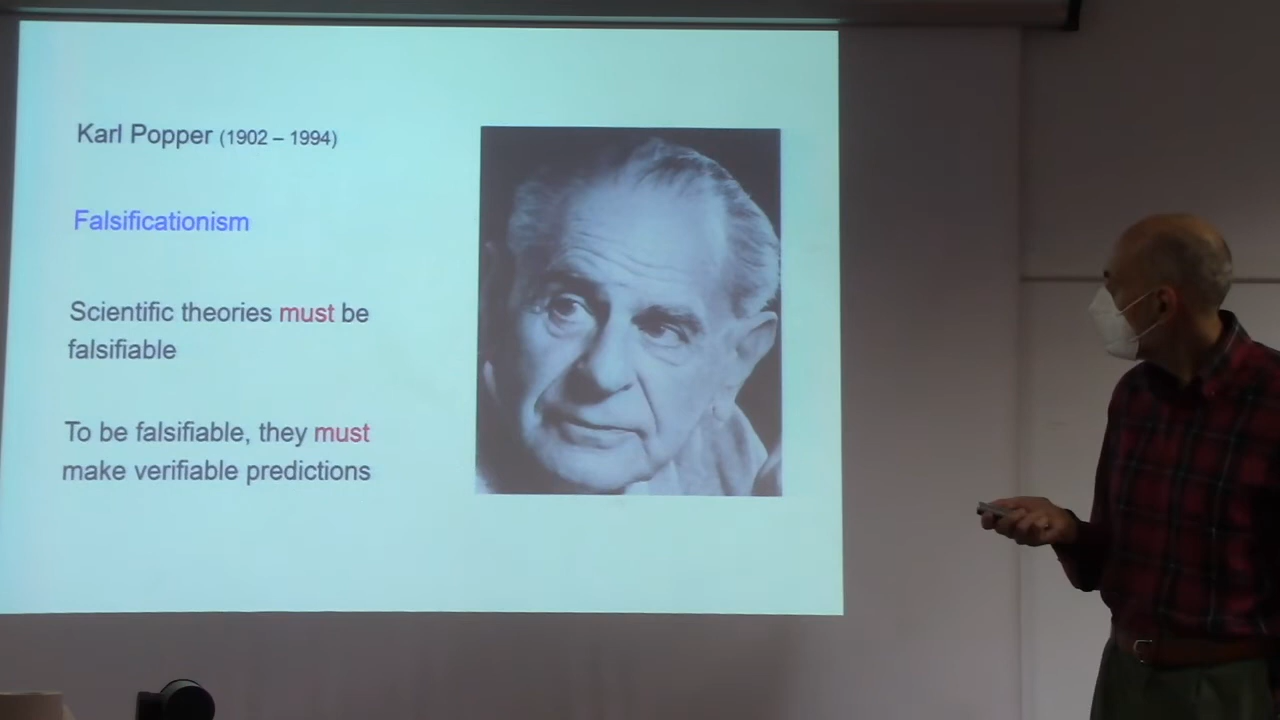 Karl Popper (1902 – 1994)
Falsificationism
Scientific theories must be
falsifiable
To be falsifiable, they must
make verifiable predictions